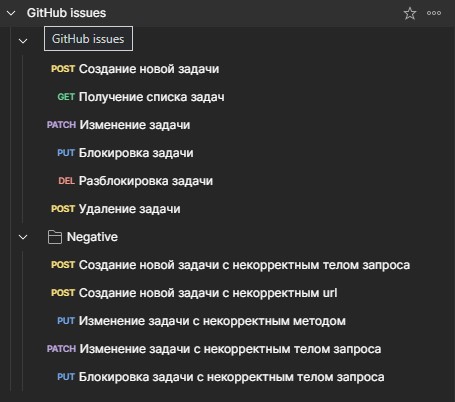 GitHub issues
GitHub issues
POST Создание новой задачи
GET Получение списка задач
PATCH Изменение задачи
PUT Блокировка задачи
DEL Разблокировка задачи
POST Удаление задачи
Negative
POST Создание новой задачи с некорректным телом запроса
POST Создание новой задачи с некорректным url
PUT Изменение задачи с некорректным методом
PATCH Изменение задачи с некорректным телом запроса
PUT Блокировка задачи с некорректным телом запроса